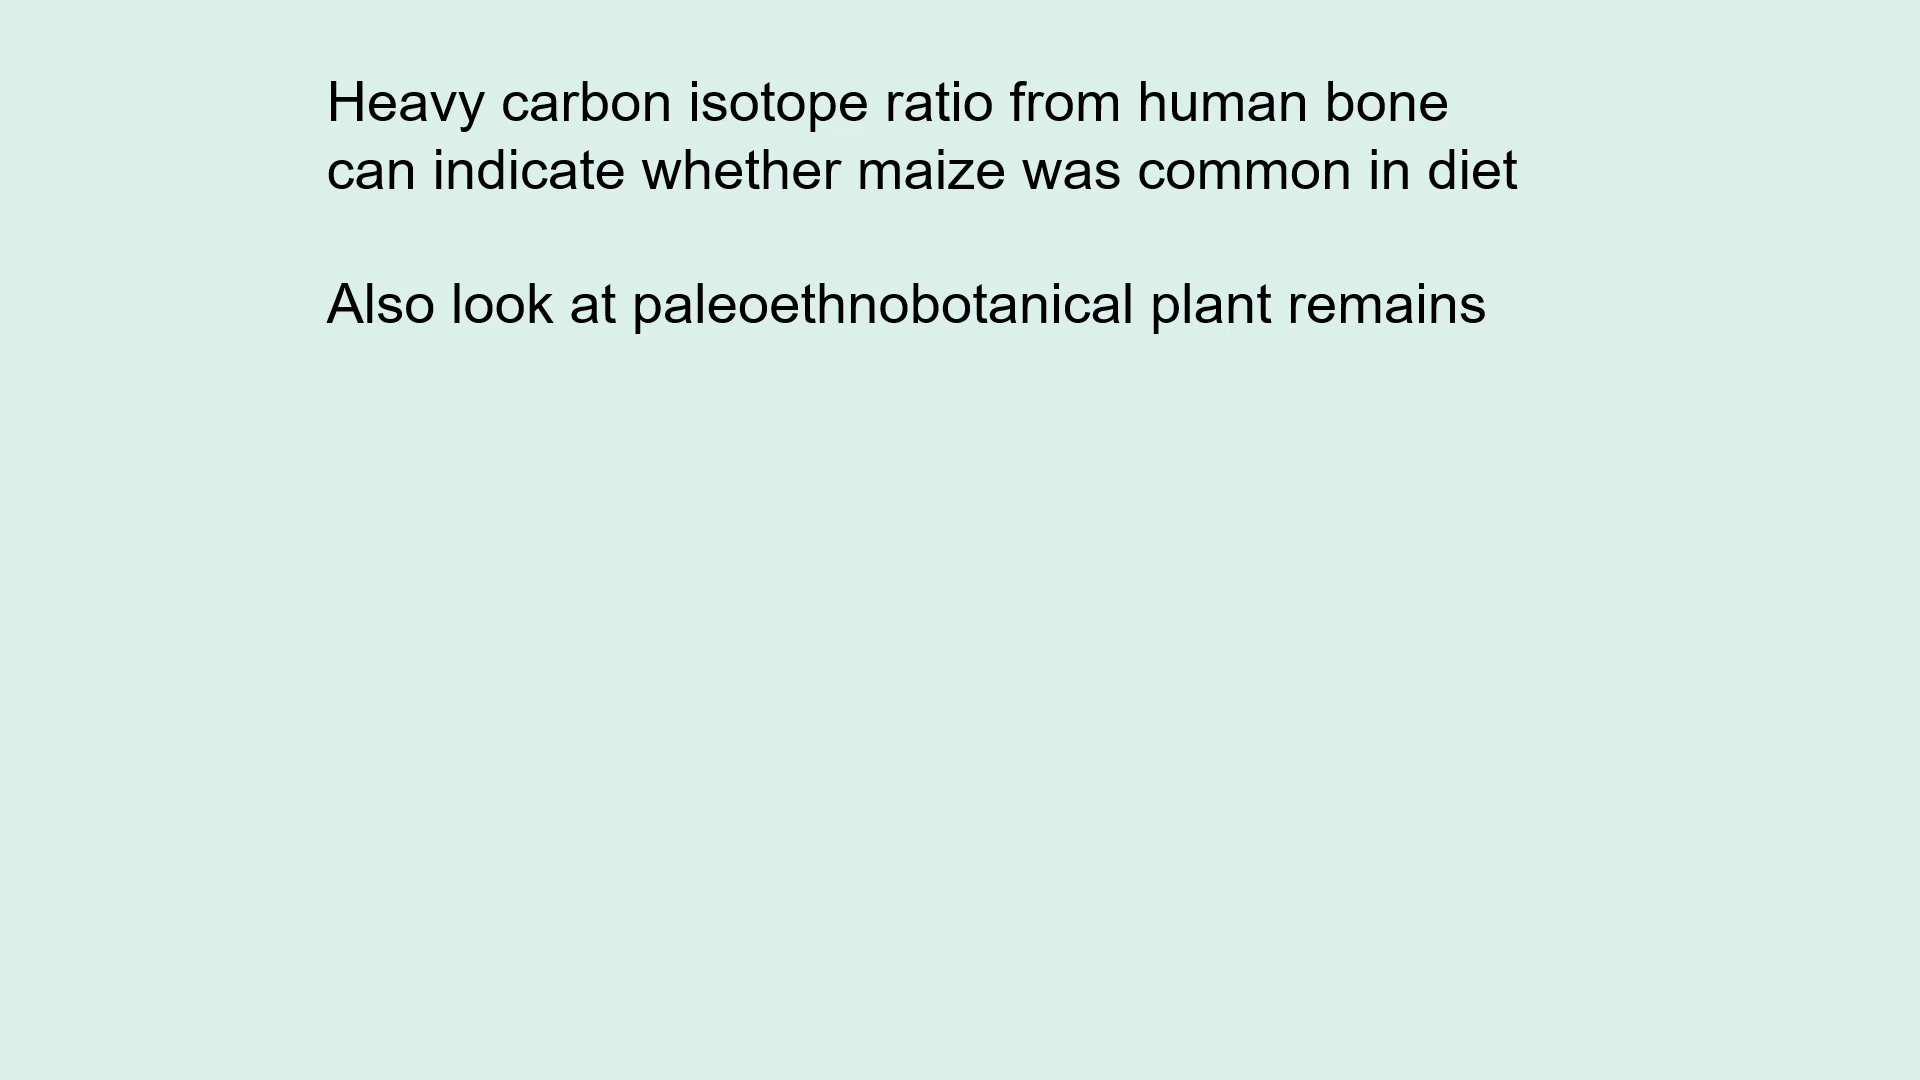 Heavy carbon isotope ratio from human bone
can indicate whether maize was common in diet
Also look at paleoethnobotanical plant remains